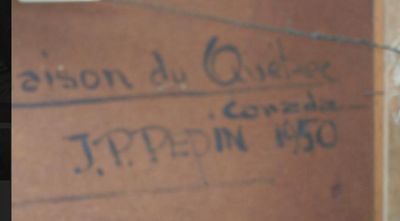 aison du Québec
Canada
J.P. PEPIN 1950